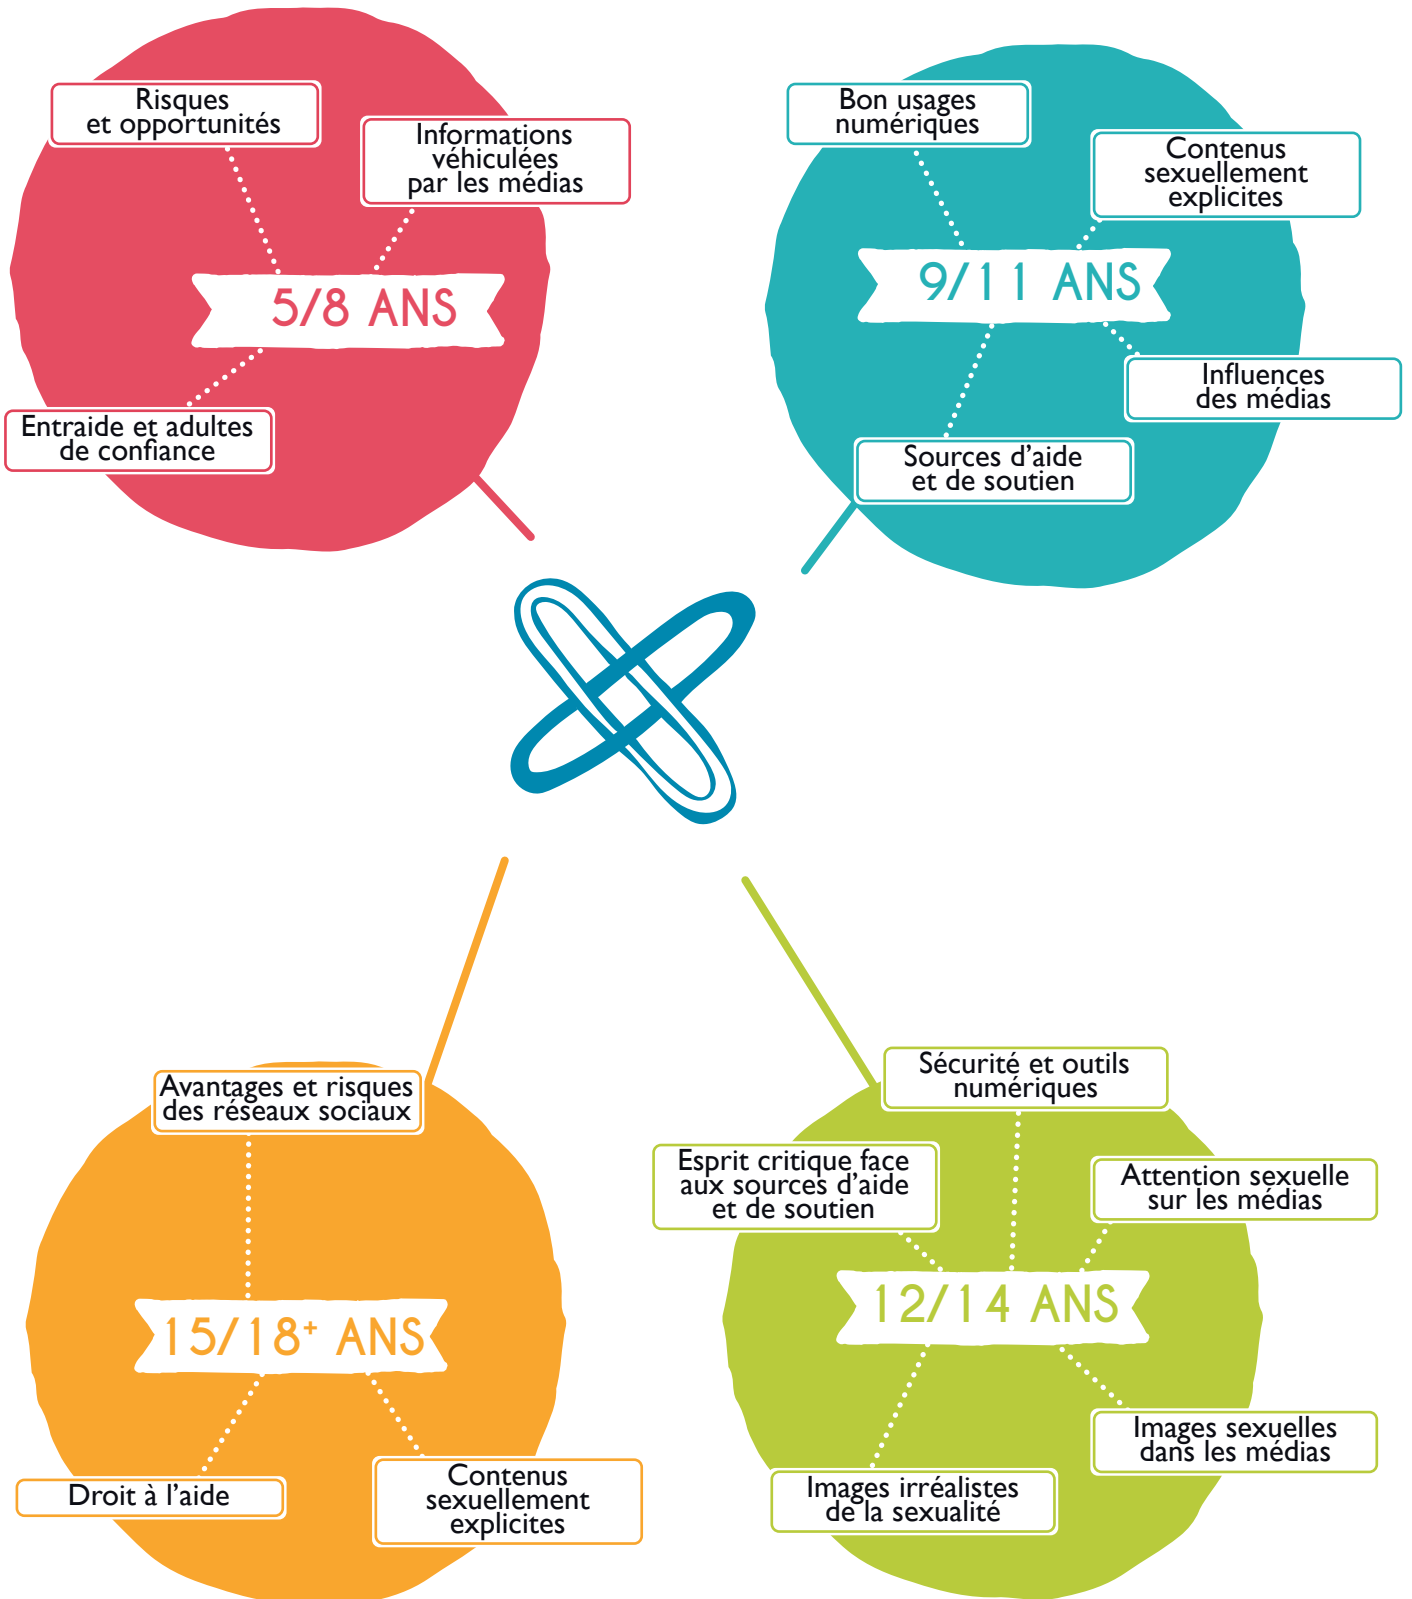 Risques
et opportunités
Informations
véhiculées
par les médias
5/8 ANS
Entraide et adultes
de confiance
Bon usages
numériques
Contenus
sexuellement
explicites
9/11 ANS
Influences
des médias
Sources d’aide
et de soutien
Avantages et risques
des réseaux sociaux
15/18+ ANS
Droit à l’aide
Contenus
sexuellement
explicites
Sécurité et outils
numériques
Esprit critique face
aux sources d’aide
et de soutien
Attention sexuelle
sur les médias
12/14 ANS
Images sexuelles
dans les médias
Images irréalistes
de la sexualité